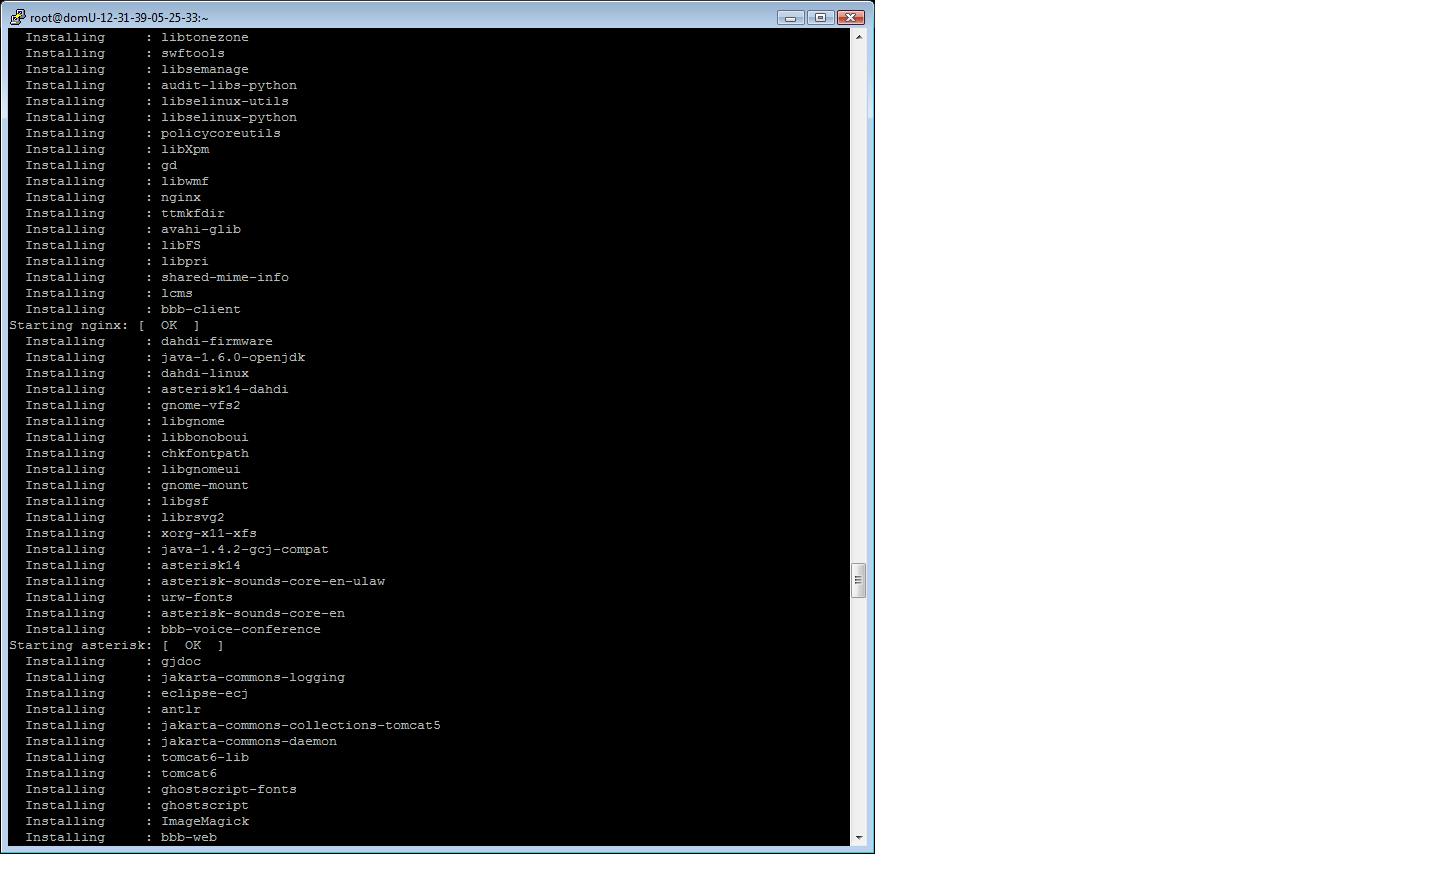 root@domU-12-31-39-05-25-33:~
Installing : libtonezone
Installing : swftools
Installing : libsemanage
Installing : audit-libs-python
Installing : libselinux-utils
Installing : libselinux-python
Installing : policycoreutils
Installing : libXpm
Installing : gd
Installing : libwmf
Installing : nginx
Installing : ttmkfdir
Installing : avahi-glib
Installing : libFS
Installing : libpri
Installing : shared-mime-info
Installing : lcms
Installing : bbb-client
Starting nginx: [  OK  ]
Installing : dahdi-firmware
Installing : java-1.6.0-openjdk
Installing : dahdi-linux
Installing : asterisk14-dahdi
Installing : gnome-vfs2
Installing : libgnome
Installing : libbonoboui
Installing : chkfontpath
Installing : libgnomeui
Installing : gnome-mount
Installing : libgsf
Installing : librsvg2
Installing : xorg-x11-xfs
Installing : java-1.4.2-gcj-compat
Installing : asterisk14
Installing : asterisk-sounds-core-en-ulaw
Installing : urw-fonts
Installing : asterisk-sounds-core-en
Installing : bbb-voice-conference
Starting asterisk: [  OK  ]
Installing : gjdoc
Installing : jakarta-commons-logging
Installing : eclipse-ecj
Installing : antlr
Installing : jakarta-commons-collections-tomcat5
Installing : jakarta-commons-daemon
Installing : tomcat6-lib
Installing : tomcat6
Installing : ghostscript-fonts
Installing : ghostscript
Installing : ImageMagick
Installing : bbb-web